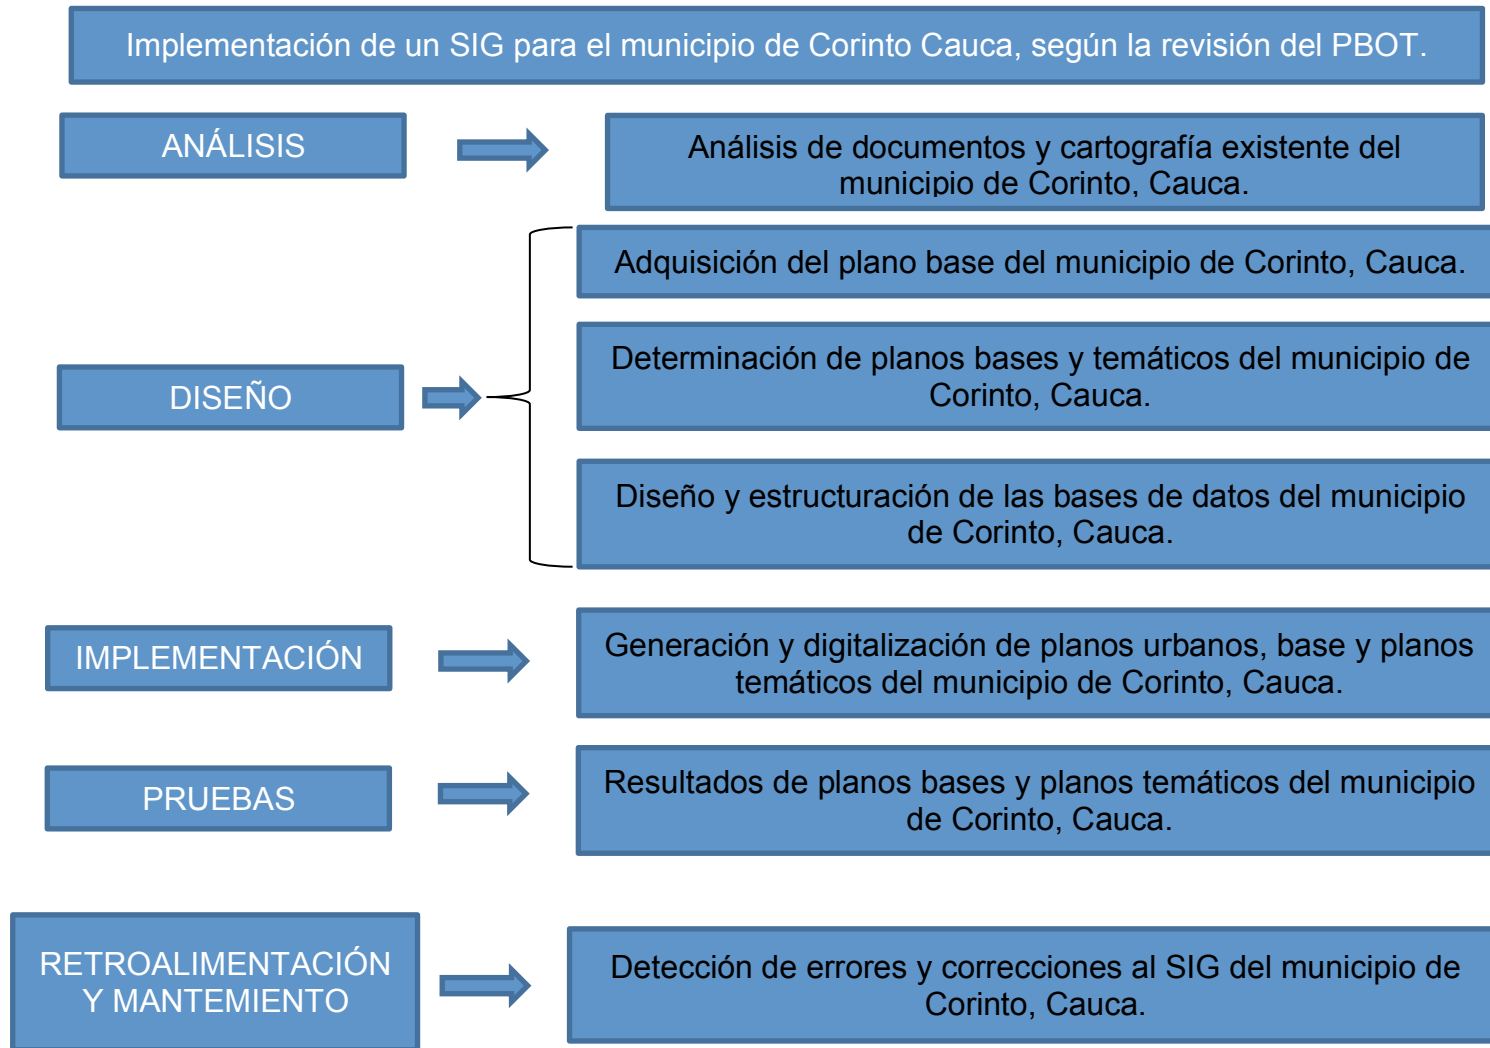 Implementación de un SIG para el municipio de Corinto Cauca, según la revisión del PBOT.
ANÁLISIS
Análisis de documentos y cartografía existente del
municipio de Corinto, Cauca.
Adquisición del plano base del municipio de Corinto, Cauca.
DISEÑO
Determinación de planos bases y temáticos del municipio de
Corinto, Cauca.
Diseño y estructuración de las bases de datos del municipio
de Corinto, Cauca.
IMPLEMENTACIÓN
Generación y digitalización de planos urbanos, base y planos
temáticos del municipio de Corinto, Cauca.
PRUEBAS
Resultados de planos bases y planos temáticos del municipio
de Corinto, Cauca.
RETROALIMENTACIÓN
Y MANTEMIENTO
Detección de errores y correcciones al SIG del municipio de
Corinto, Cauca.